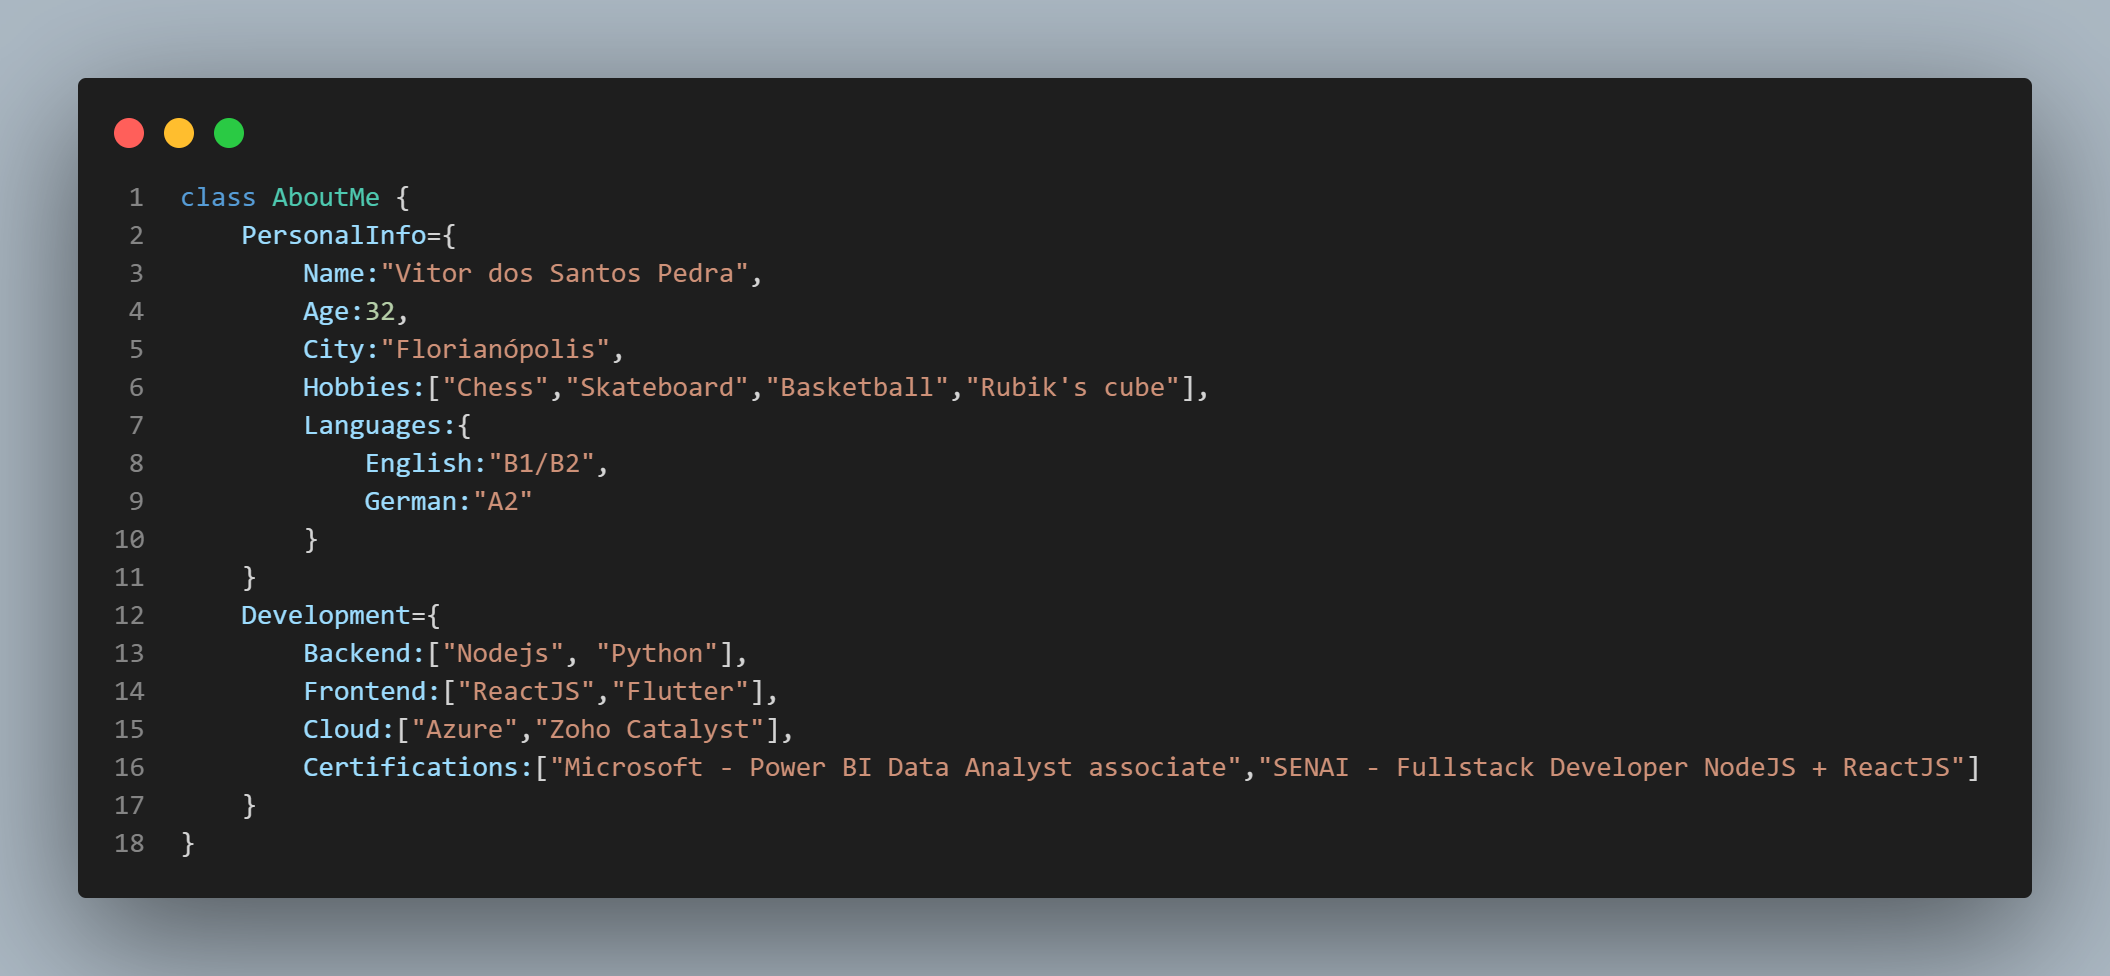 1 class AboutMe {
2     PersonalInfo={
3         Name:"Vitor dos Santos Pedra",
4         Age:32,
5         City:"Florianópolis",
6         Hobbies:["Chess","Skateboard","Basketball","Rubik's cube"],
7         Languages:{
8             English:"B1/B2",
9             German:"A2"
10         }
11     }
12     Development={
13         Backend:["Nodejs", "Python"],
14         Frontend:["ReactJS","Flutter"],
15         Cloud:["Azure","Zoho Catalyst"],
16         Certifications:["Microsoft - Power BI Data Analyst associate","SENAI - Fullstack Developer NodeJS + ReactJS"]
17     }
18 }